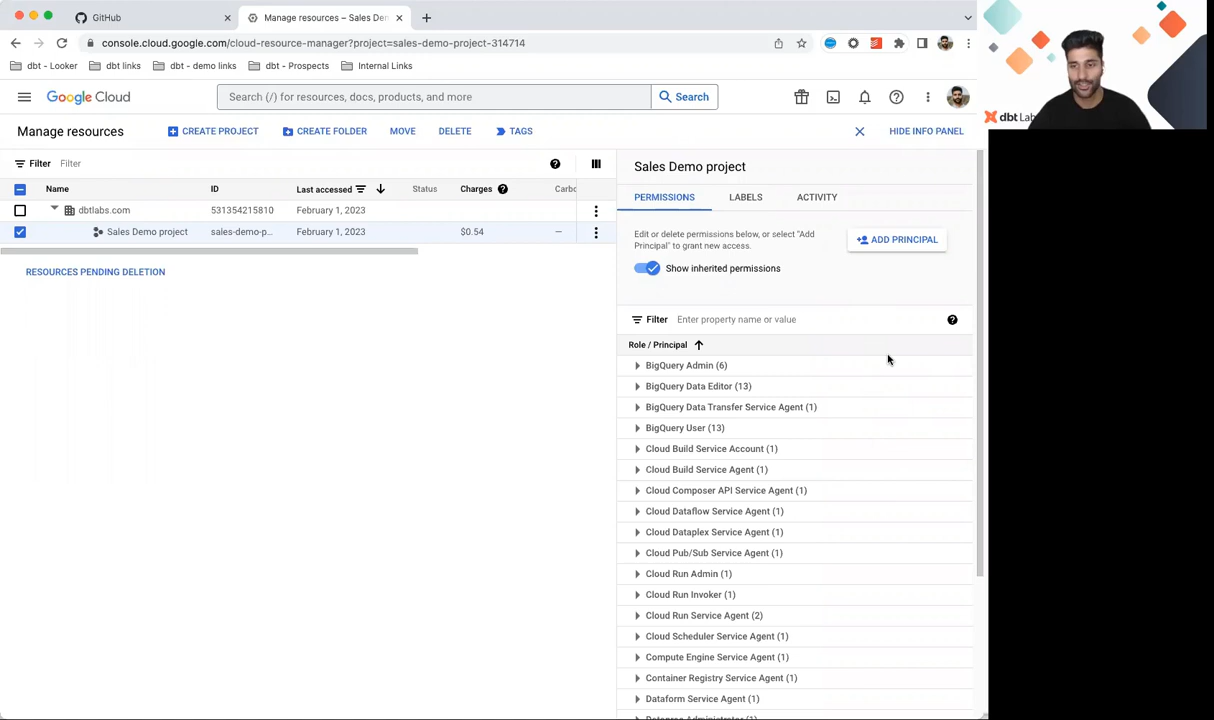 GitHub
Manage resources – Sales Dem
console.cloud.google.com/cloud-resource-manager?project=sales-demo-project-314714
dbt - Looker
dbt links
dbt - demo links
dbt - Prospects
Internal Links
Google Cloud
Search (/) for resources, docs, products, and more
Search
Manage resources
CREATE PROJECT
CREATE FOLDER
MOVE
DELETE
TAGS
HIDE INFO PANEL
Filter Filter
Name ID Last accessed Status Charges Carbo
dbtlabs.com 531354215810 February 1, 2023
Sales Demo project sales-demo-p... February 1, 2023 $0.54 –
RESOURCES PENDING DELETION
Sales Demo project
PERMISSIONS LABELS ACTIVITY
Edit or delete permissions below, or select "Add
Principal" to grant new access.
ADD PRINCIPAL
Show inherited permissions
Filter Enter property name or value
Role / Principal
BigQuery Admin (6)
BigQuery Data Editor (13)
BigQuery Data Transfer Service Agent (1)
BigQuery User (13)
Cloud Build Service Account (1)
Cloud Build Service Agent (1)
Cloud Composer API Service Agent (1)
Cloud Dataflow Service Agent (1)
Cloud Dataplex Service Agent (1)
Cloud Pub/Sub Service Agent (1)
Cloud Run Admin (1)
Cloud Run Invoker (1)
Cloud Run Service Agent (2)
Cloud Scheduler Service Agent (1)
Compute Engine Service Agent (1)
Container Registry Service Agent (1)
Dataform Service Agent (1)
Dataproc Administrator (1)
dbt Lab